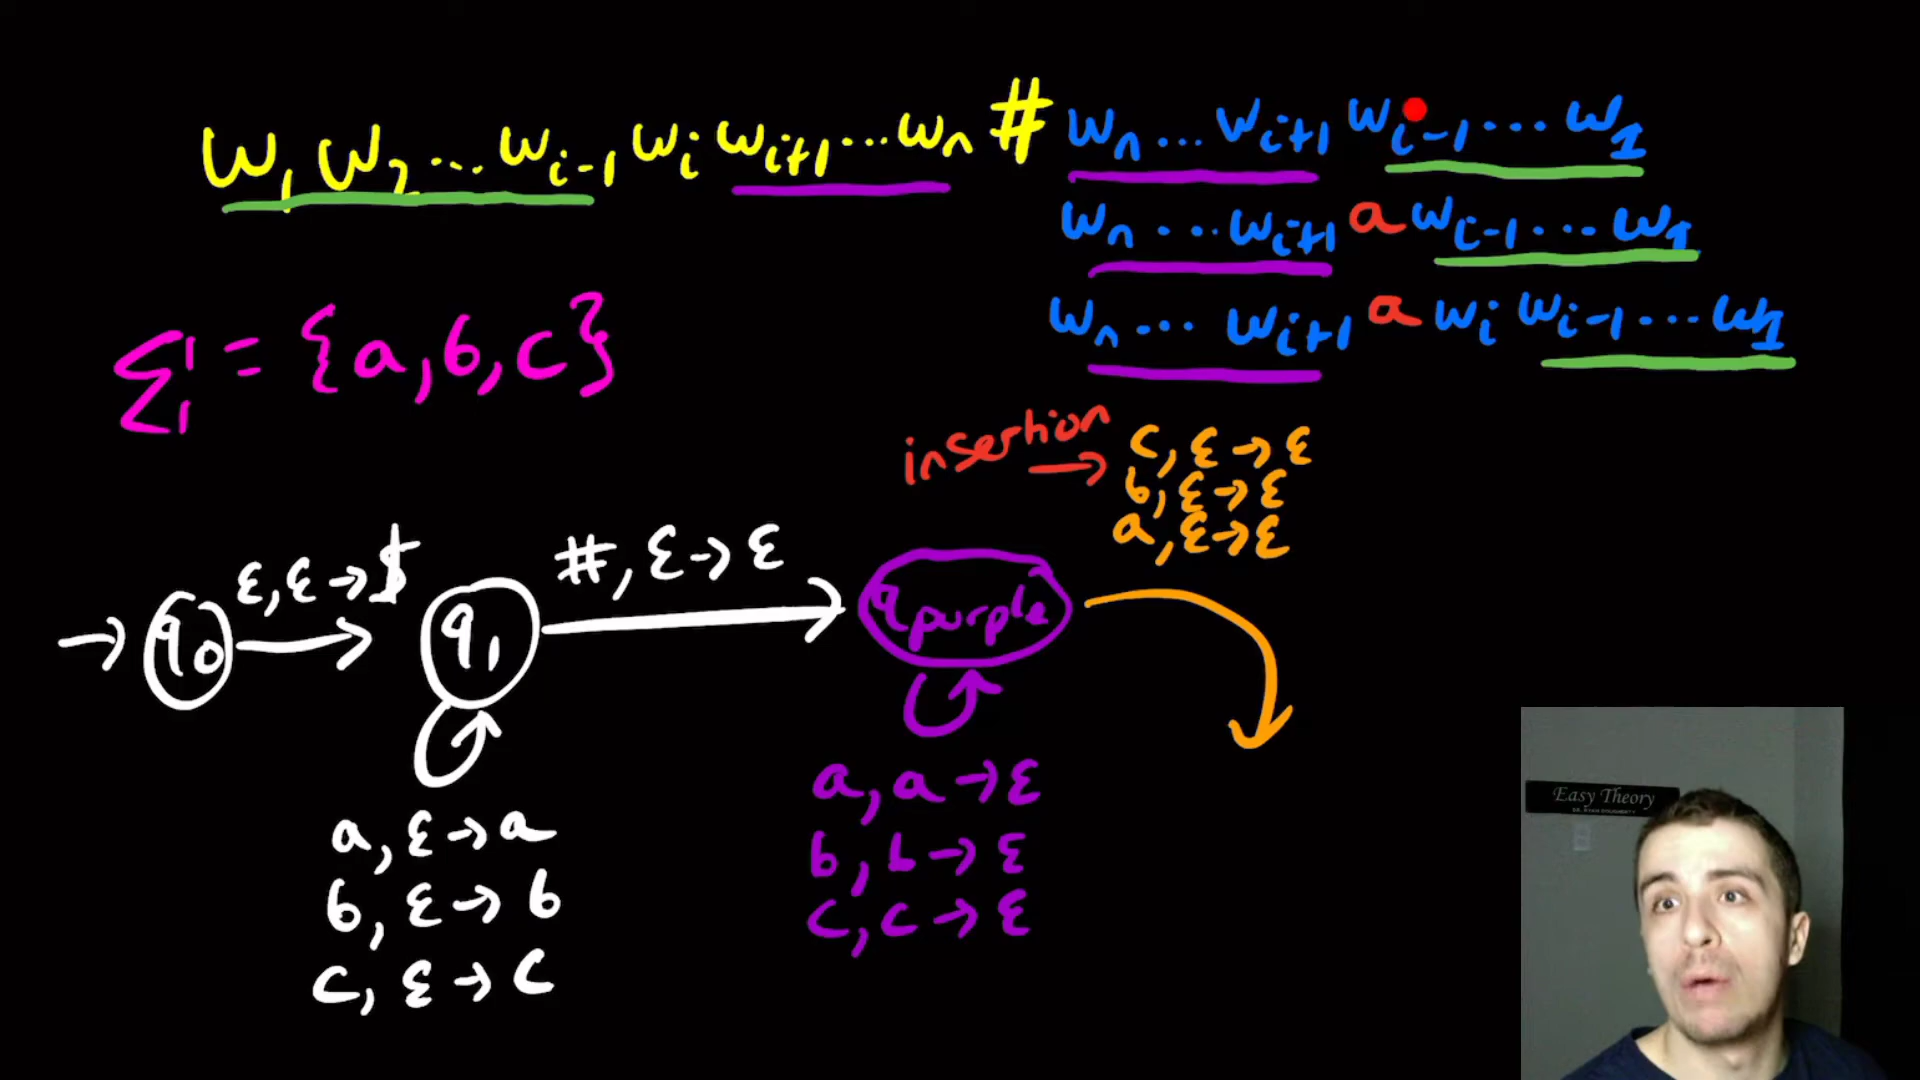 w1 w2 ... wi-1 wi wi+1 ... wn # wn ... wi+1 wi-1 ... w1
wn ... wi+1 a wi-1 ... w1
wn ... wi+1 a wi wi-1 ... w1
Σ = {a, b, c}
insertion →
c, ε → ε
b, ε → ε
a, ε → ε
→ q0
ε, ε → $
q1
#, ε → ε
qpurple
a, ε → a
b, ε → b
c, ε → c
a, a → ε
b, b → ε
c, c → ε
Easy Theory